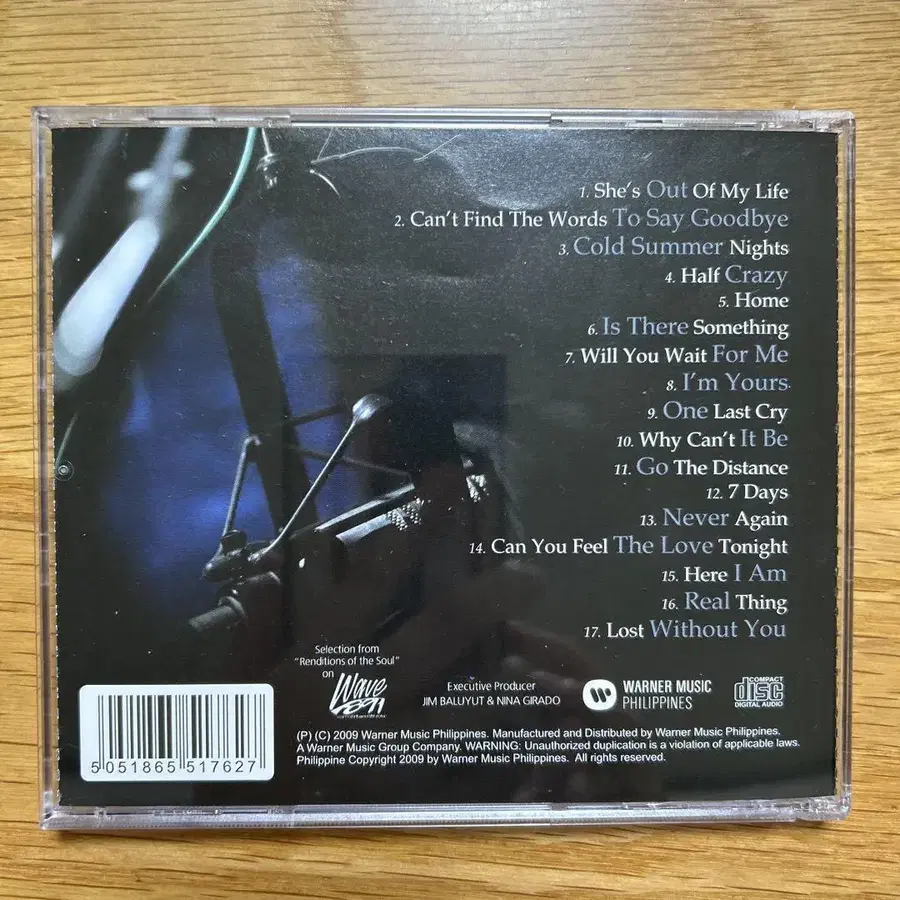 1. She's Out Of My Life
2. Can't Find The Words To Say Goodbye
3. Cold Summer Nights
4. Half Crazy
5. Home
6. Is There Something
7. Will You Wait For Me
8. I'm Yours
9. One Last Cry
10. Why Can't It Be
11. Go The Distance
12. 7 Days
13. Never Again
14. Can You Feel The Love Tonight
15. Here I Am
16. Real Thing
17. Lost Without You
Selection from
"Renditions of the Soul"
on
Wave
891
Executive Producer
JIM BALUYUT & NINA GIRADO
WARNER MUSIC
PHILIPPINES
COMPACT
disc
DIGITAL AUDIO
(P) (C) 2009 Warner Music Philippines. Manufactured and Distributed by Warner Music Philippines.
A Warner Music Group Company. WARNING: Unauthorized duplication is a violation of applicable laws.
Philippine Copyright 2009 by Warner Music Philippines. All rights reserved.
5 051865 517627